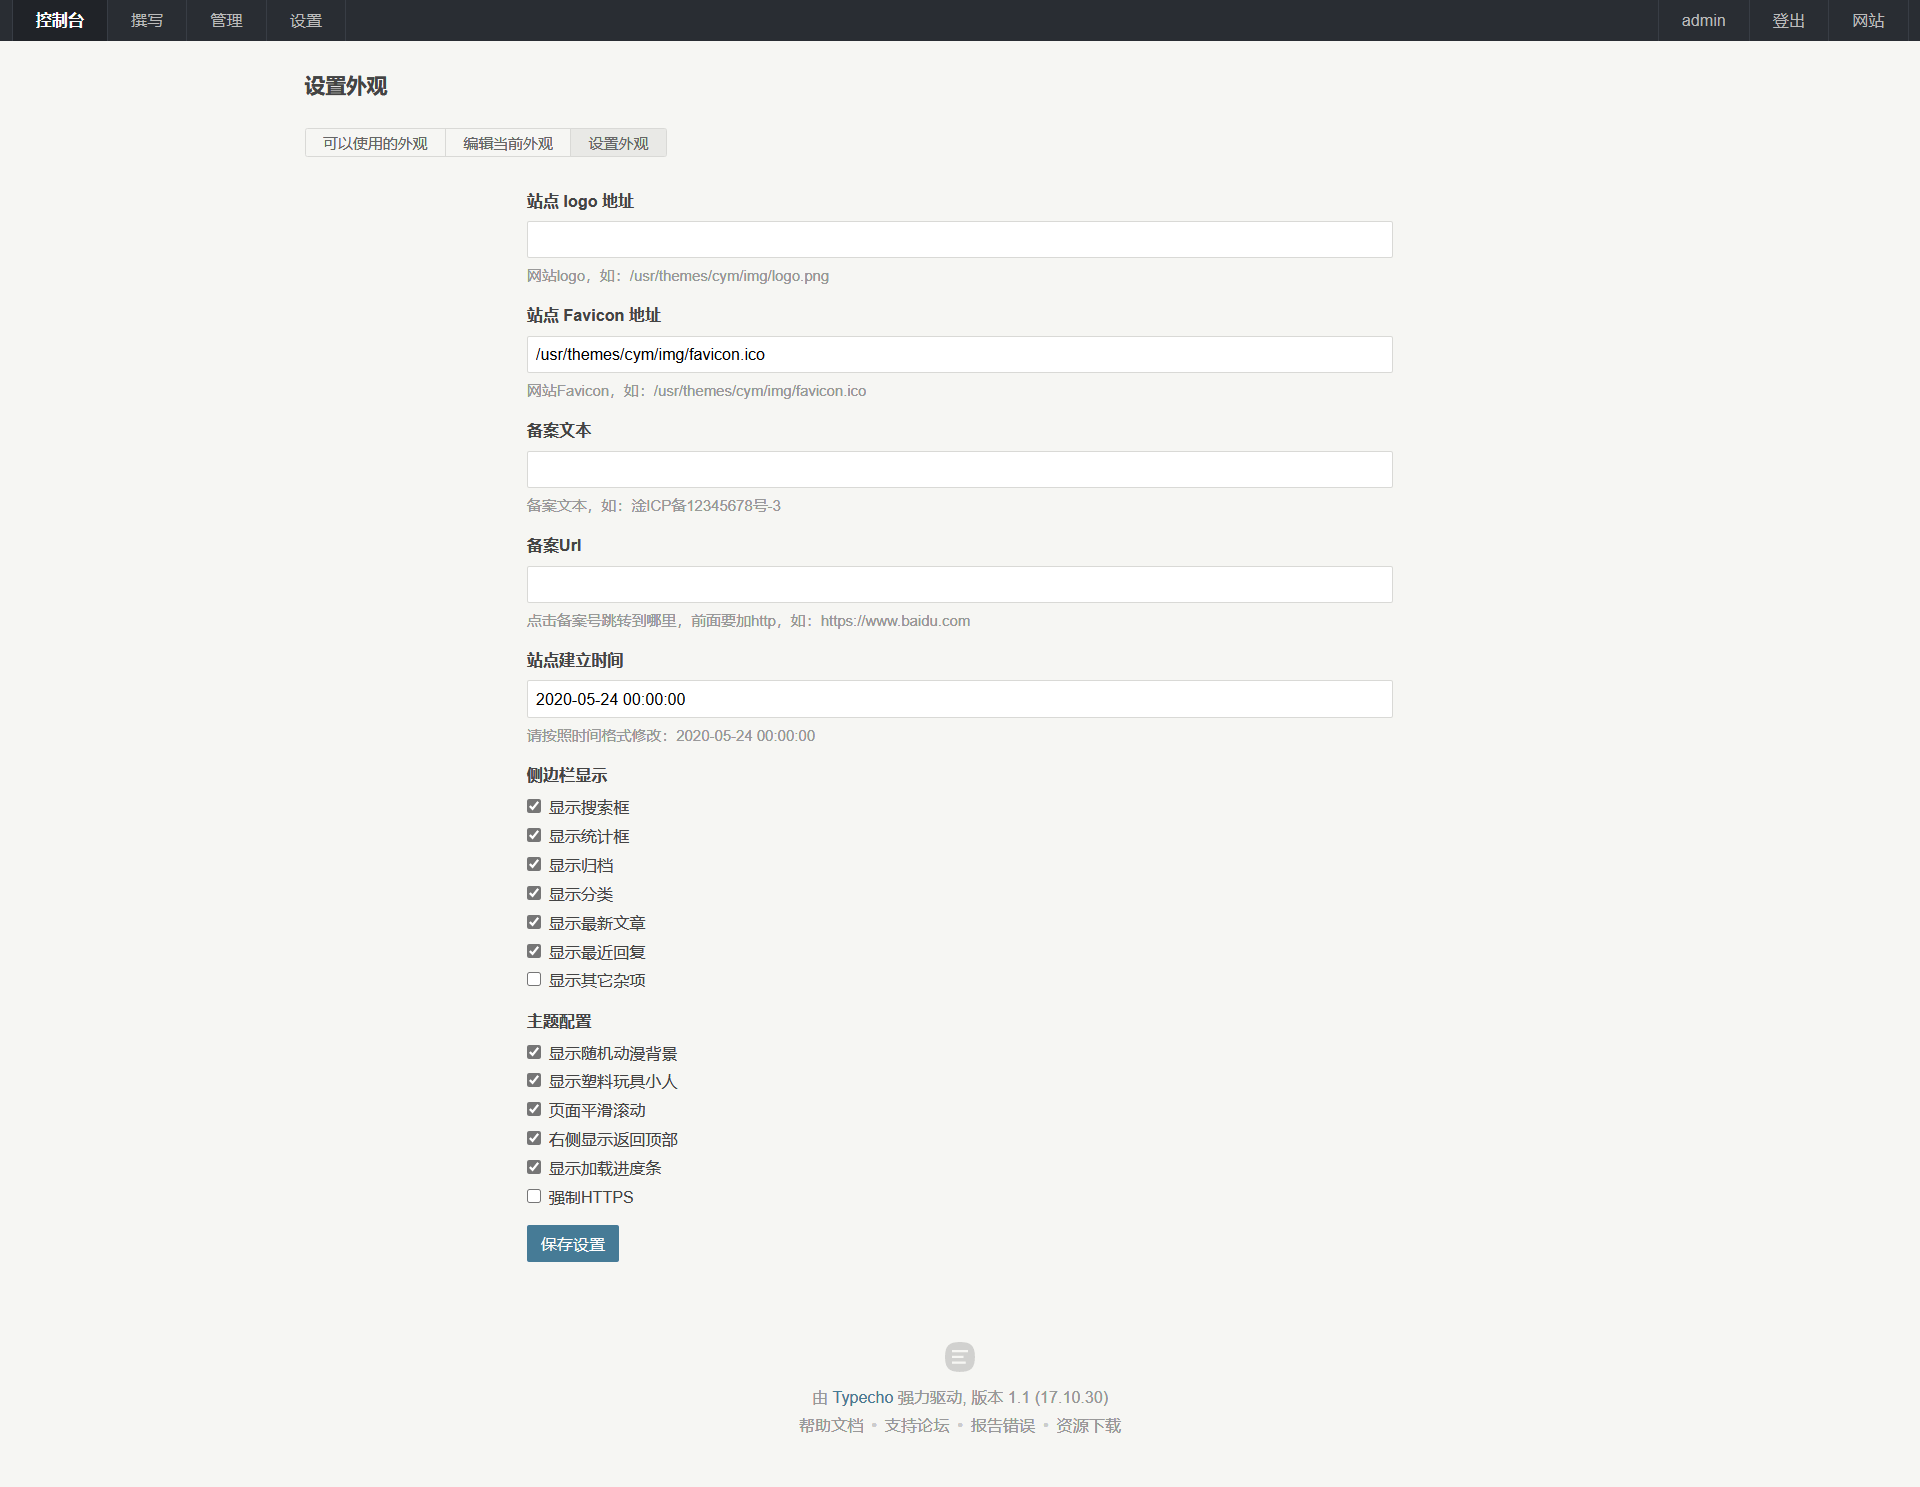 控制台 撰写 管理 设置 admin 登出 网站
设置外观
可以使用的外观 编辑当前外观 设置外观
站点 logo 地址
网站logo，如：/usr/themes/cym/img/logo.png
站点 Favicon 地址
/usr/themes/cym/img/favicon.ico
网站Favicon，如：/usr/themes/cym/img/favicon.ico
备案文本
备案文本，如：淦ICP备12345678号-3
备案Url
点击备案号跳转到哪里，前面要加http，如：https://www.baidu.com
站点建立时间
2020-05-24 00:00:00
请按照时间格式修改：2020-05-24 00:00:00
侧边栏显示
显示搜索框
显示统计框
显示归档
显示分类
显示最新文章
显示最近回复
显示其它杂项
主题配置
显示随机动漫背景
显示塑料玩具小人
页面平滑滚动
右侧显示返回顶部
显示加载进度条
强制HTTPS
保存设置
由 Typecho 强力驱动, 版本 1.1 (17.10.30)
帮助文档 • 支持论坛 • 报告错误 • 资源下载